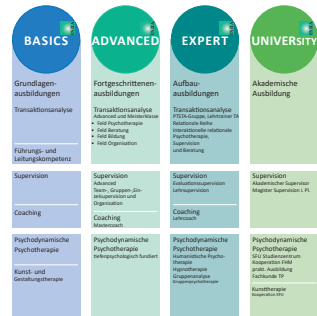 BASICS
Grundlagen-
ausbildungen
Transaktionsanalyse
Führungs- und
Leitungskompetenz
Supervision
Coaching
Psychodynamische
Psychotherapie
Kunst- und
Gestaltungstherapie
ADVANCED
Fortgeschrittenen-
ausbildungen
Transaktionsanalyse
Advanced und Meisterklasse
• Feld Psychotherapie
• Feld Beratung
• Feld Bildung
• Feld Organisation
Supervision
Advanced
Team-, Gruppen-,Ein-
zelsupervision und
Organisation
Coaching
Mastercoach
Psychodynamische
Psychotherapie
tiefenpsychologisch fundiert
EXPERT
Aufbau-
ausbildungen
Transaktionsanalyse
PTSTA-Gruppe, Lehrtrainer TA
Relationale Reihe
Interaktionelle relationale
Psychotherapie,
Supervision
und Beratung
Supervision
Evaluationssupervision
Lehrsupervision
Coaching
Lehrcoach
Psychodynamische
Psychotherapie
Humanistische Psycho-
therapie
Hypnotherapie
Gruppenanalyse
Gruppenpsychotherapie
UNIVERSITY
Akademische
Ausbildung
Supervision
Akademischer Supervisor
Magister Supervision i. Pl.
Psychodynamische
Psychotherapie
SFU Studienzentrum
Kooperation FHM
prakt. Ausbildung
Fachkunde TP
Kunsttherapie
Kooperation SFU